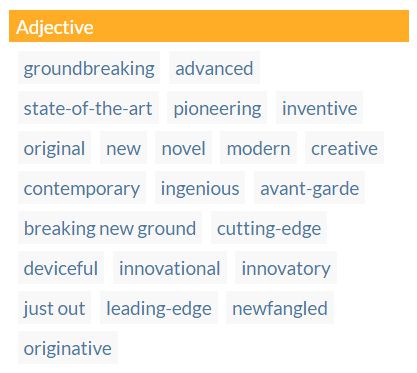 Adjective
groundbreaking advanced
state-of-the-art pioneering inventive
original new novel modern creative
contemporary ingenious avant-garde
breaking new ground cutting-edge
deviceful innovational innovatory
just out leading-edge newfangled
originative